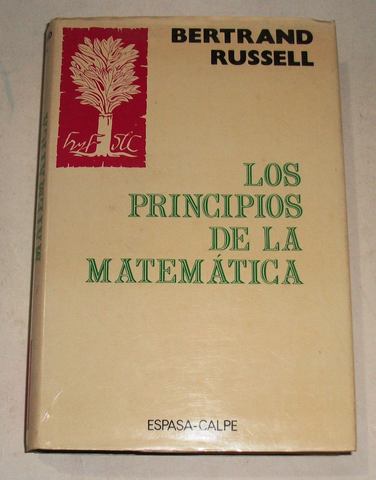 BERTRAND
RUSSELL
LOS
PRINCIPIOS
DE LA
MATEMÁTICA
ESPASA-CALPE